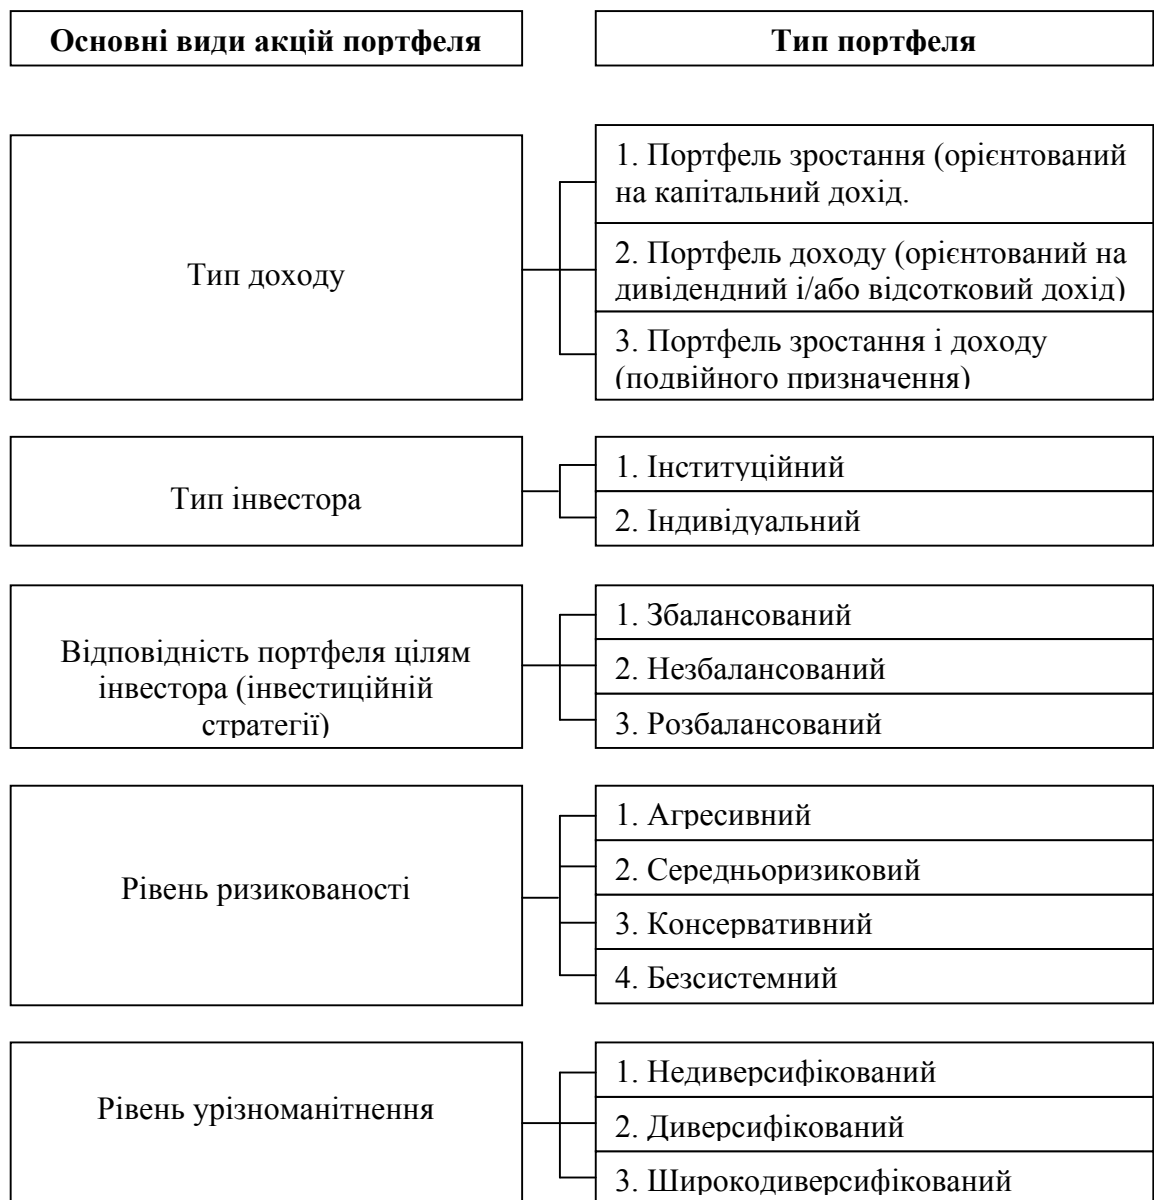 Основні види акцій портфеля
Тип портфеля
Тип доходу
1. Портфель зростання (орієнтований
на капітальний дохід.
2. Портфель доходу (орієнтований на
дивідендний і/або відсотковий дохід)
3. Портфель зростання і доходу
(подвійного призначення)
Тип інвестора
1. Інституційний
2. Індивідуальний
Відповідність портфеля цілям
інвестора (інвестиційній
стратегії)
1. Збалансований
2. Незбалансований
3. Розбалансований
Рівень ризикованості
1. Агресивний
2. Середньоризиковий
3. Консервативний
4. Безсистемний
Рівень урізноманітнення
1. Недиверсифікований
2. Диверсифікований
3. Широкодиверсифікований